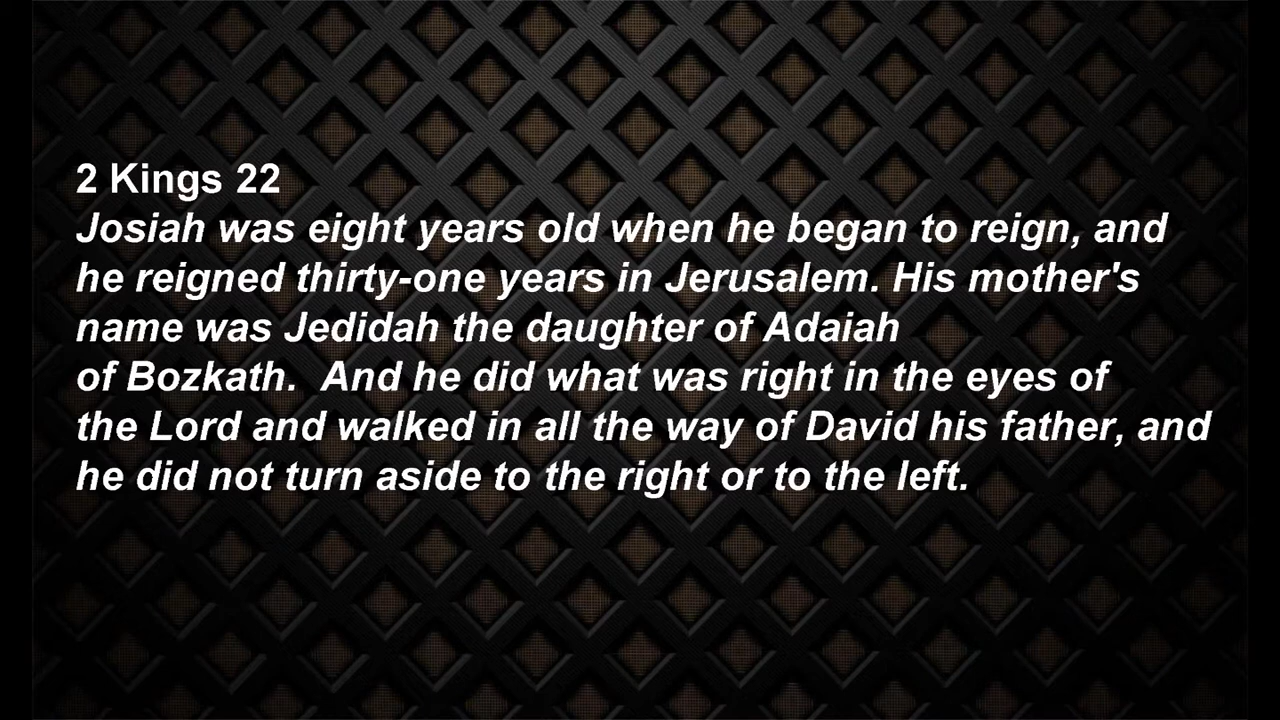 2 Kings 22
Josiah was eight years old when he began to reign, and
he reigned thirty-one years in Jerusalem. His mother's
name was Jedidah the daughter of Adaiah
of Bozkath.  And he did what was right in the eyes of
the Lord and walked in all the way of David his father, and
he did not turn aside to the right or to the left.